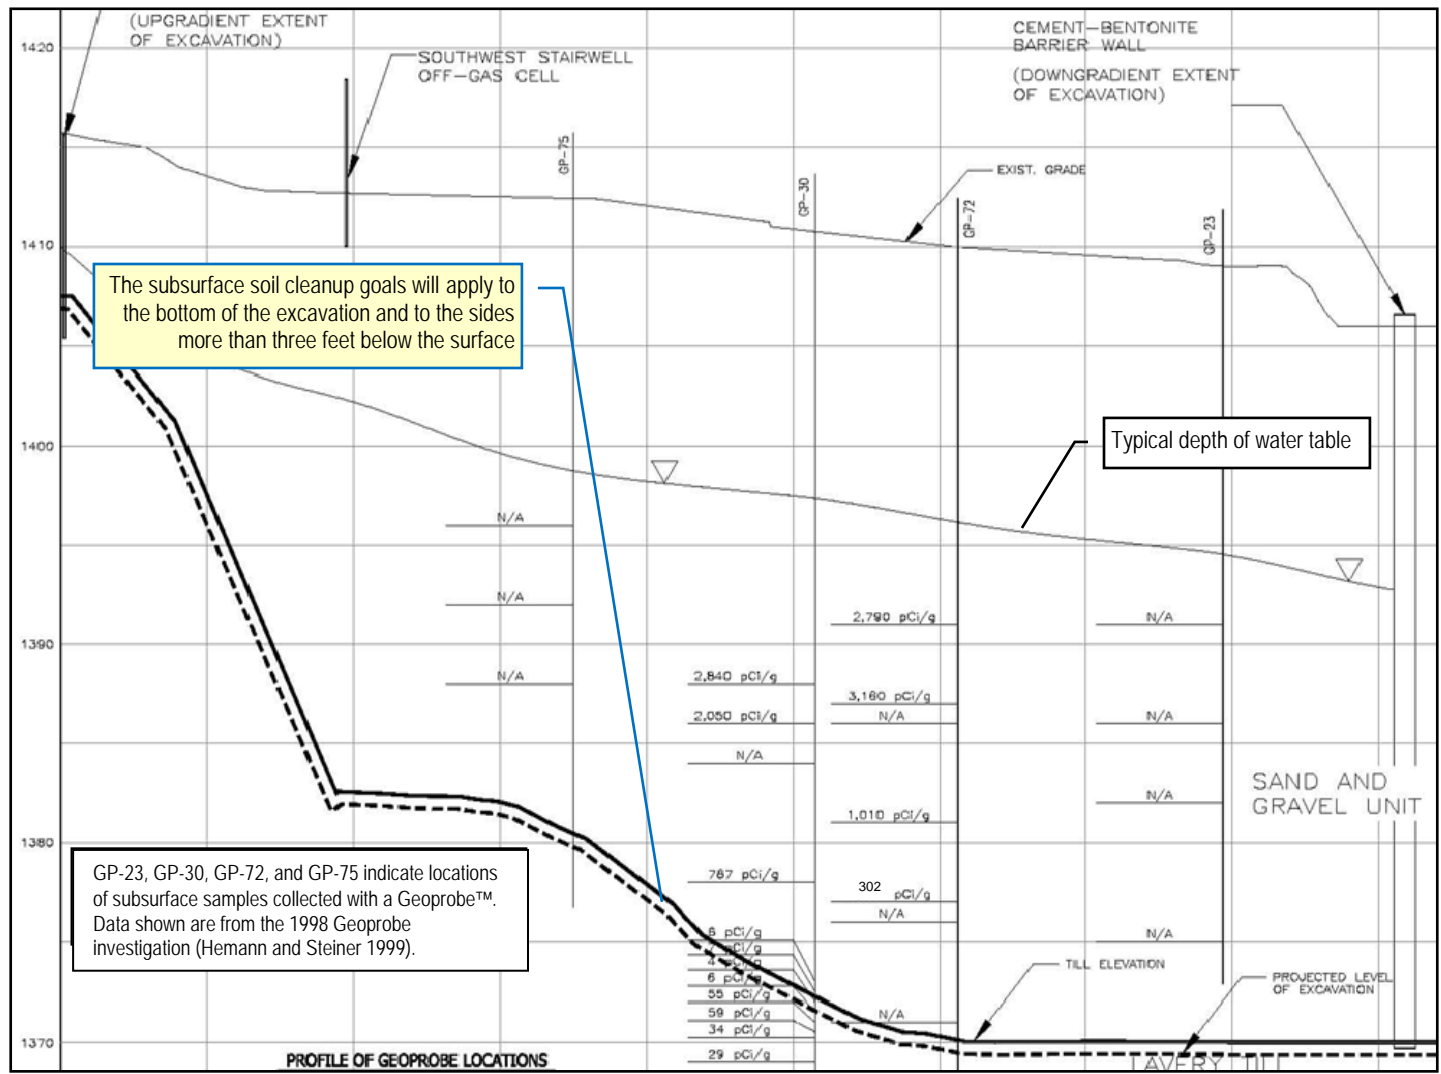 (UPGRADIENT EXTENT
OF EXCAVATION)
SOUTHWEST STAIRWELL
OFF-GAS CELL
CEMENT-BENTONITE
BARRIER WALL
(DOWNGRADIENT EXTENT
OF EXCAVATION)
1420
GP-75
GP-30
GP-72
GP-23
EXIST. GRADE
1410
The subsurface soil cleanup goals will apply to
the bottom of the excavation and to the sides
more than three feet below the surface
1400
Typical depth of water table
N/A
N/A
N/A
1390
2,840 pCi/g
2,050 pCi/g
N/A
787 pCi/g
6 pCi/g
7 pCi/g
4 pCi/g
6 pCi/g
55 pCi/g
59 pCi/g
34 pCi/g
29 pCi/g
2,790 pCi/g
3,160 pCi/g
N/A
1,010 pCi/g
302 pCi/g
N/A
N/A
N/A
N/A
N/A
N/A
SAND AND
GRAVEL UNIT
1380
GP-23, GP-30, GP-72, and GP-75 indicate locations
of subsurface samples collected with a Geoprobe™.
Data shown are from the 1998 Geoprobe
investigation (Hemann and Steiner 1999).
TILL ELEVATION
PROJECTED LEVEL
OF EXCAVATION
1370
PROFILE OF GEOPROBE LOCATIONS
LAVERY TILL